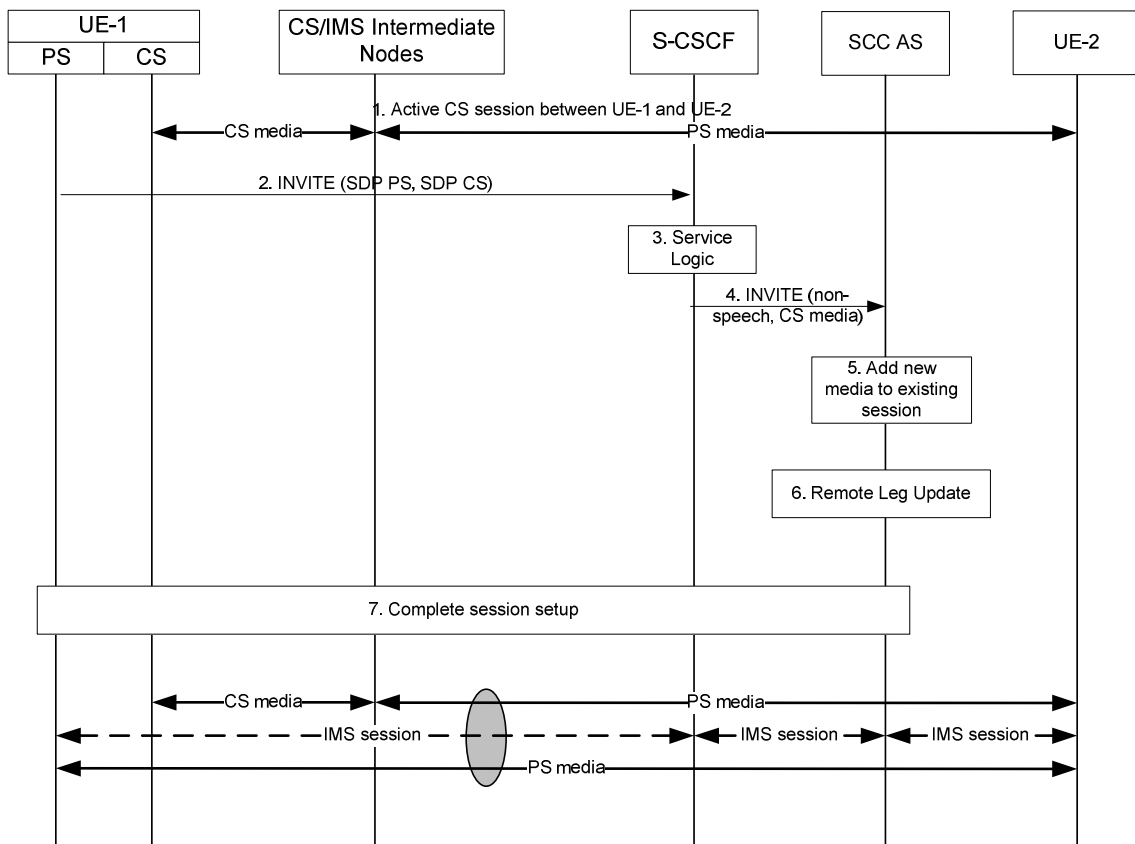 UE-1
PS CS
CS/IMS Intermediate
Nodes
S-CSCF
SCC AS
UE-2
1. Active CS session between UE-1 and UE-2
CS media
PS media
2. INVITE (SDP PS, SDP CS)
3. Service
Logic
4. INVITE (non-
speech, CS media)
5. Add new
media to existing
session
6. Remote Leg Update
7. Complete session setup
CS media
PS media
IMS session
IMS session
IMS session
PS media